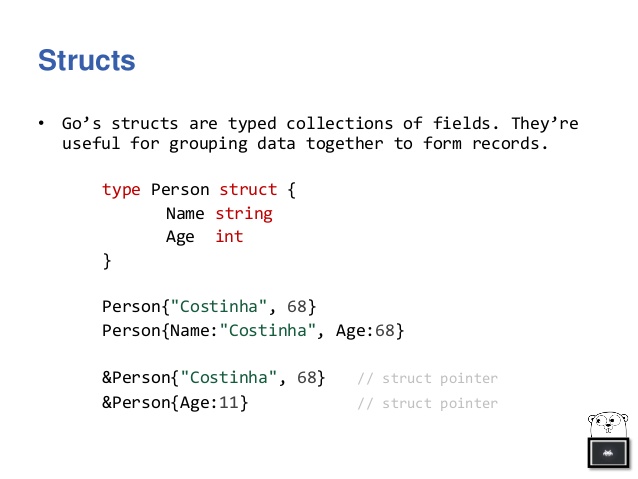 Structs
• Go’s structs are typed collections of fields. They’re
useful for grouping data together to form records.
type Person struct {
Name string
Age  int
}
Person{"Costinha", 68}
Person{Name:"Costinha", Age:68}
&Person{"Costinha", 68}   // struct pointer
&Person{Age:11}           // struct pointer